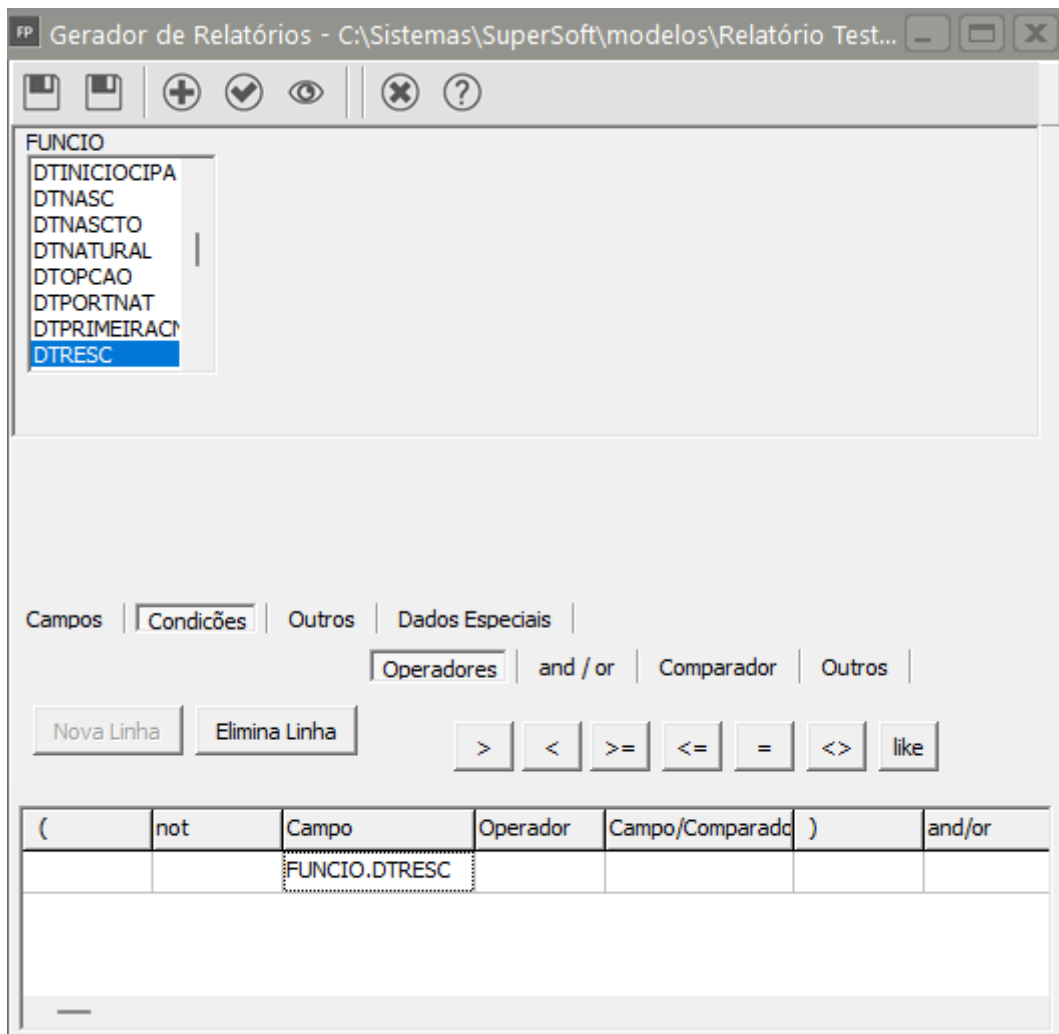 FP Gerador de Relatórios - C:\Sistemas\SuperSoft\modelos\Relatório Test...
FUNCIO
DTINICIOCIPA
DTNASC
DTNASCTO
DTNATURAL
DTOPCAO
DTPORTNAT
DTPRIMEIRACN
DTRESC
Campos Condicões Outros Dados Especiais
Operadores and / or Comparador Outros
Nova Linha Elimina Linha > < >= <= = <> like
( not Campo Operador Campo/Comparado ) and/or
FUNCIO.DTRESC